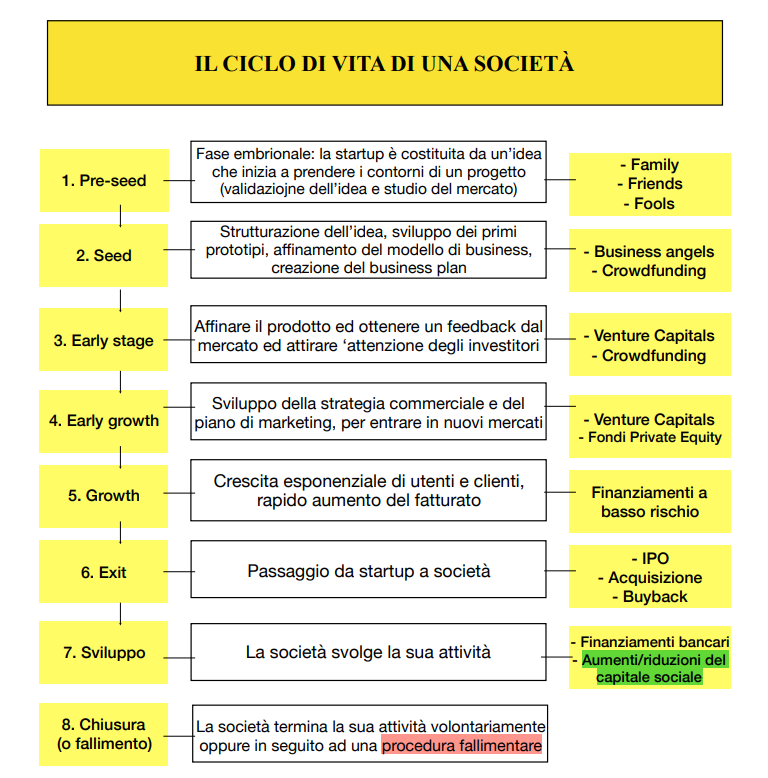 IL CICLO DI VITA DI UNA SOCIETÀ
1. Pre-seed
Fase embrionale: la startup è costituita da un'idea
che inizia a prendere i contorni di un progetto
(validaziojne dell'idea e studio del mercato)
- Family
- Friends
- Fools
2. Seed
Strutturazione dell'idea, sviluppo dei primi
prototipi, affinamento del modello di business,
creazione del business plan
- Business angels
- Crowdfunding
3. Early stage
Affinare il prodotto ed ottenere un feedback dal
mercato ed attirare 'attenzione degli investitori
- Venture Capitals
- Crowdfunding
4. Early growth
Sviluppo della strategia commerciale e del
piano di marketing, per entrare in nuovi mercati
- Venture Capitals
- Fondi Private Equity
5. Growth
Crescita esponenziale di utenti e clienti,
rapido aumento del fatturato
Finanziamenti a
basso rischio
6. Exit
Passaggio da startup a società
- IPO
- Acquisizione
- Buyback
7. Sviluppo
La società svolge la sua attività
- Finanziamenti bancari
- Aumenti/riduzioni del
capitale sociale
8. Chiusura
(o fallimento)
La società termina la sua attività volontariamente
oppure in seguito ad una procedura fallimentare